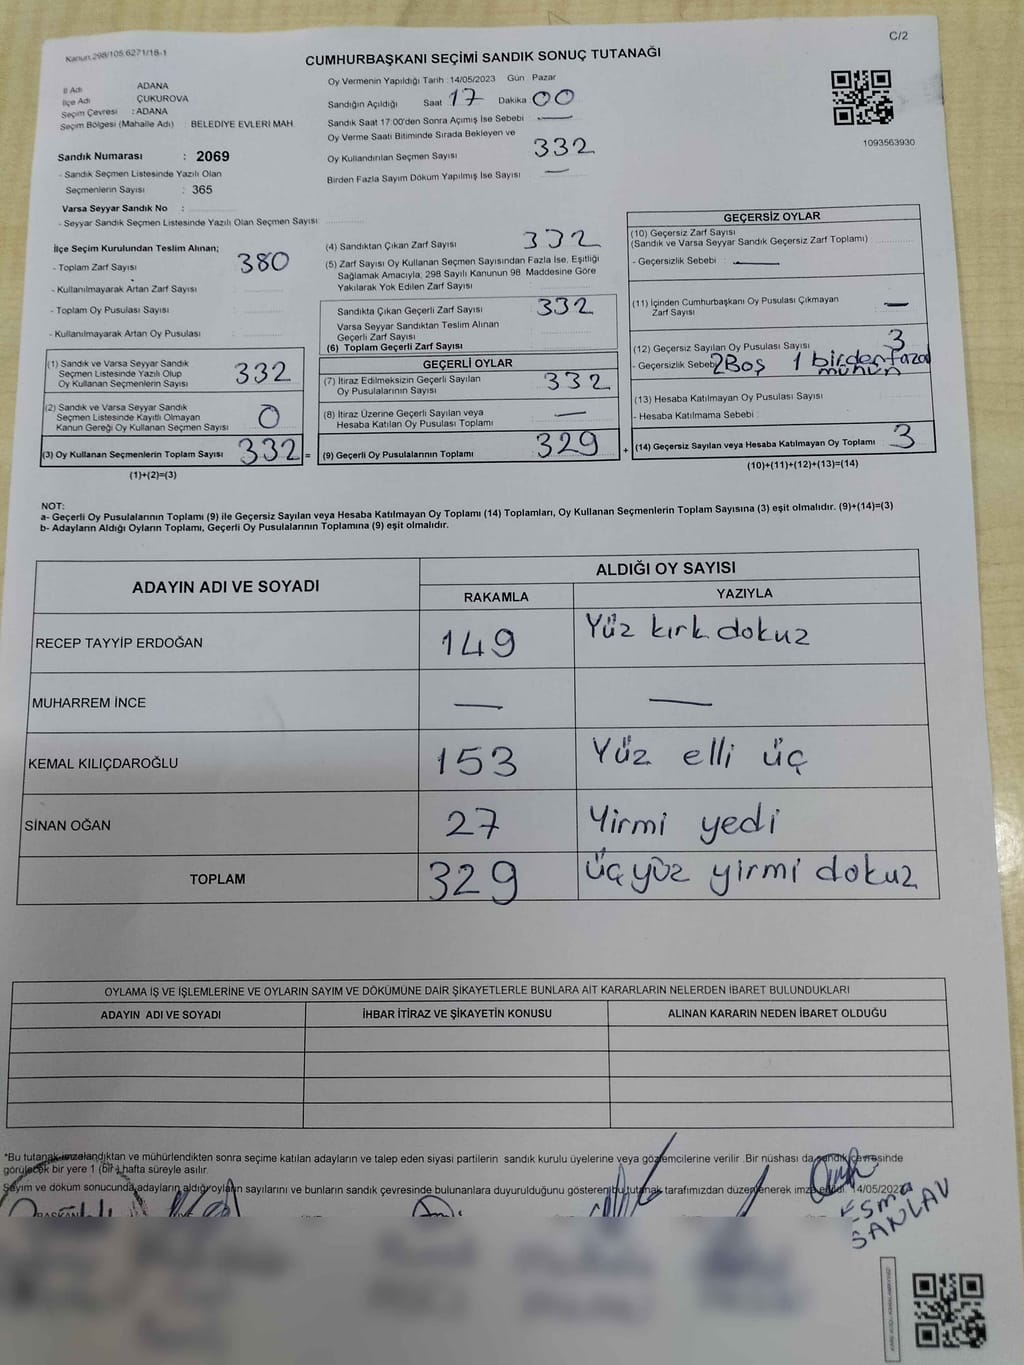 Kanun.298/105.6271/18-1
C/2
CUMHURBAŞKANI SEÇİMİ SANDIK SONUÇ TUTANAĞI
İl Adı ADANA
İlçe Adı ÇUKUROVA
Seçim Çevresi : ADANA
Seçim Bölgesi (Mahalle Adı) : BELEDİYE EVLERİ MAH.
Oy Vermenin Yapıldığı Tarih : 14/05/2023 Gün : Pazar
Sandığın Açıldığı Saat 17 Dakika 00
Sandık Saat 17:00'den Sonra Açımış İse Sebebi —
Oy Verme Saati Bitiminde Sırada Bekleyen ve
Oy Kullandırılan Seçmen Sayısı 332
Birden Fazla Sayım Döküm Yapılmış İse Sayısı —
1093563930
Sandık Numarası : 2069
- Sandık Seçmen Listesinde Yazılı Olan
Seçmenlerin Sayısı : 365
Varsa Seyyar Sandık No :
- Seyyar Sandık Seçmen Listesinde Yazılı Olan Seçmen Sayısı
İlçe Seçim Kurulundan Teslim Alınan;
- Toplam Zarf Sayısı 380
- Kullanılmayarak Artan Zarf Sayısı
- Toplam Oy Pusulası Sayısı
- Kullanılmayarak Artan Oy Pusulası
(1) Sandık ve Varsa Seyyar Sandık
Seçmen Listesinde Yazılı Olup
Oy Kullanan Seçmenlerin Sayısı 332
(2) Sandık ve Varsa Seyyar Sandık
Seçmen Listesinde Kayıtlı Olmayan
Kanun Gereği Oy Kullanan Seçmen Sayısı 0
(3) Oy Kullanan Seçmenlerin Toplam Sayısı 332 =
(1)+(2)=(3)
(4) Sandıktan Çıkan Zarf Sayısı 332
(5) Zarf Sayısı Oy Kullanan Seçmen Sayısından Fazla İse, Eşitliği
Sağlamak Amacıyla; 298 Sayılı Kanunun 98. Maddesine Göre
Yakılarak Yok Edilen Zarf Sayısı
Sandıkta Çıkan Geçerli Zarf Sayısı 332
Varsa Seyyar Sandıktan Teslim Alınan
Geçerli Zarf Sayısı
(6) Toplam Geçerli Zarf Sayısı
GEÇERLİ OYLAR
(7) İtiraz Edilmeksizin Geçerli Sayılan
Oy Pusulasının Sayısı 332
(8) İtiraz Üzerine Geçerli Sayılan veya
Hesaba Katılan Oy Pusulası Toplamı —
(9) Geçerli Oy Pusulalarının Toplamı 329 +
GEÇERSİZ OYLAR
(10) Geçersiz Zarf Sayısı
(Sandık ve Varsa Seyyar Sandık Geçersiz Zarf Toplamı)
- Geçersizlik Sebebi : —
(11) İçinden Cumhurbaşkanı Oy Pusulası Çıkmayan
Zarf Sayısı —
(12) Geçersiz Sayılan Oy Pusulası Sayısı 3
- Geçersizlik Sebebi 2 Boş 1 birden fazla
mühür
(13) Hesaba Katılmayan Oy Pusulası Sayısı
- Hesaba Katılmama Sebebi :
(14) Geçersiz Sayılan veya Hesaba Katılmayan Oy Toplamı 3
(10)+(11)+(12)+(13)=(14)
NOT:
a- Geçerli Oy Pusulalarının Toplamı (9) ile Geçersiz Sayılan veya Hesaba Katılmayan Oy Toplamı (14) Toplamları, Oy Kullanan Seçmenlerin Toplam Sayısına (3) eşit olmalıdır. (9)+(14)=(3)
b- Adayların Aldığı Oyların Toplamı, Geçerli Oy Pusulalarının Toplamına (9) eşit olmalıdır.
ADAYIN ADI VE SOYADI
ALDIĞI OY SAYISI
RAKAMLA YAZIYLA
RECEP TAYYİP ERDOĞAN 149 Yüz kırk dokuz
MUHARREM İNCE — —
KEMAL KILIÇDAROĞLU 153 Yüz elli üç
SİNAN OĞAN 27 Yirmi yedi
TOPLAM 329 üçyüz yirmi dokuz
OYLAMA İŞ VE İŞLEMLERİNE VE OYLARIN SAYIM VE DÖKÜMÜNE DAİR ŞİKAYETLERLE BUNLARA AİT KARARLARIN NELERDEN İBARET BULUNDUKLARI
ADAYIN ADI VE SOYADI İHBAR İTİRAZ VE ŞİKAYETİN KONUSU ALINAN KARARIN NEDEN İBARET OLDUĞU
*Bu tutanak imzalandıktan ve mühürlendikten sonra seçime katılan adayların ve talep eden siyasi partilerin sandık kurulu üyelerine veya gözlemcilerine verilir. Bir nüshası da sandık çevresinde
görülecek bir yere 1 (bir) hafta süreyle asılır.
Sayım ve döküm sonucunda adayların aldığı oyların sayılarını ve bunların sandık çevresinde bulunanlara duyurulduğunu gösteren bu tutanak tarafımızdan düzenlenerek imza edildi. 14/05/2023
BAŞKAN
Esma
SANLAV